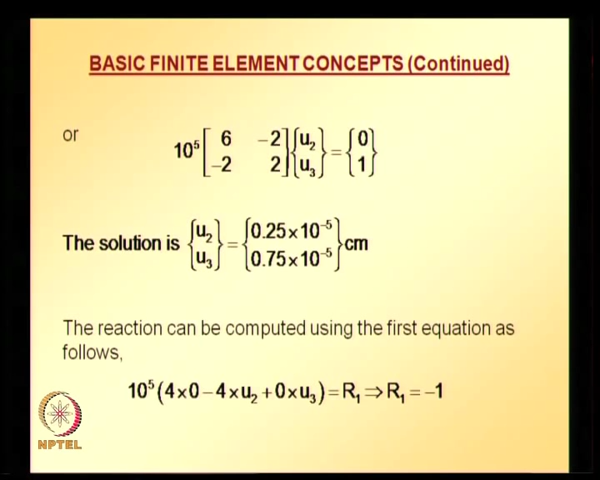 BASIC FINITE ELEMENT CONCEPTS (Continued)
or
10⁵ [6 −2; −2 2] {u₂; u₃} = {0; 1}
The solution is {u₂; u₃} = {0.25×10⁻⁵; 0.75×10⁻⁵} cm
The reaction can be computed using the first equation as
follows,
10⁵(4×0−4×u₂+0×u₃)=R₁⇒R₁=−1
NPTEL